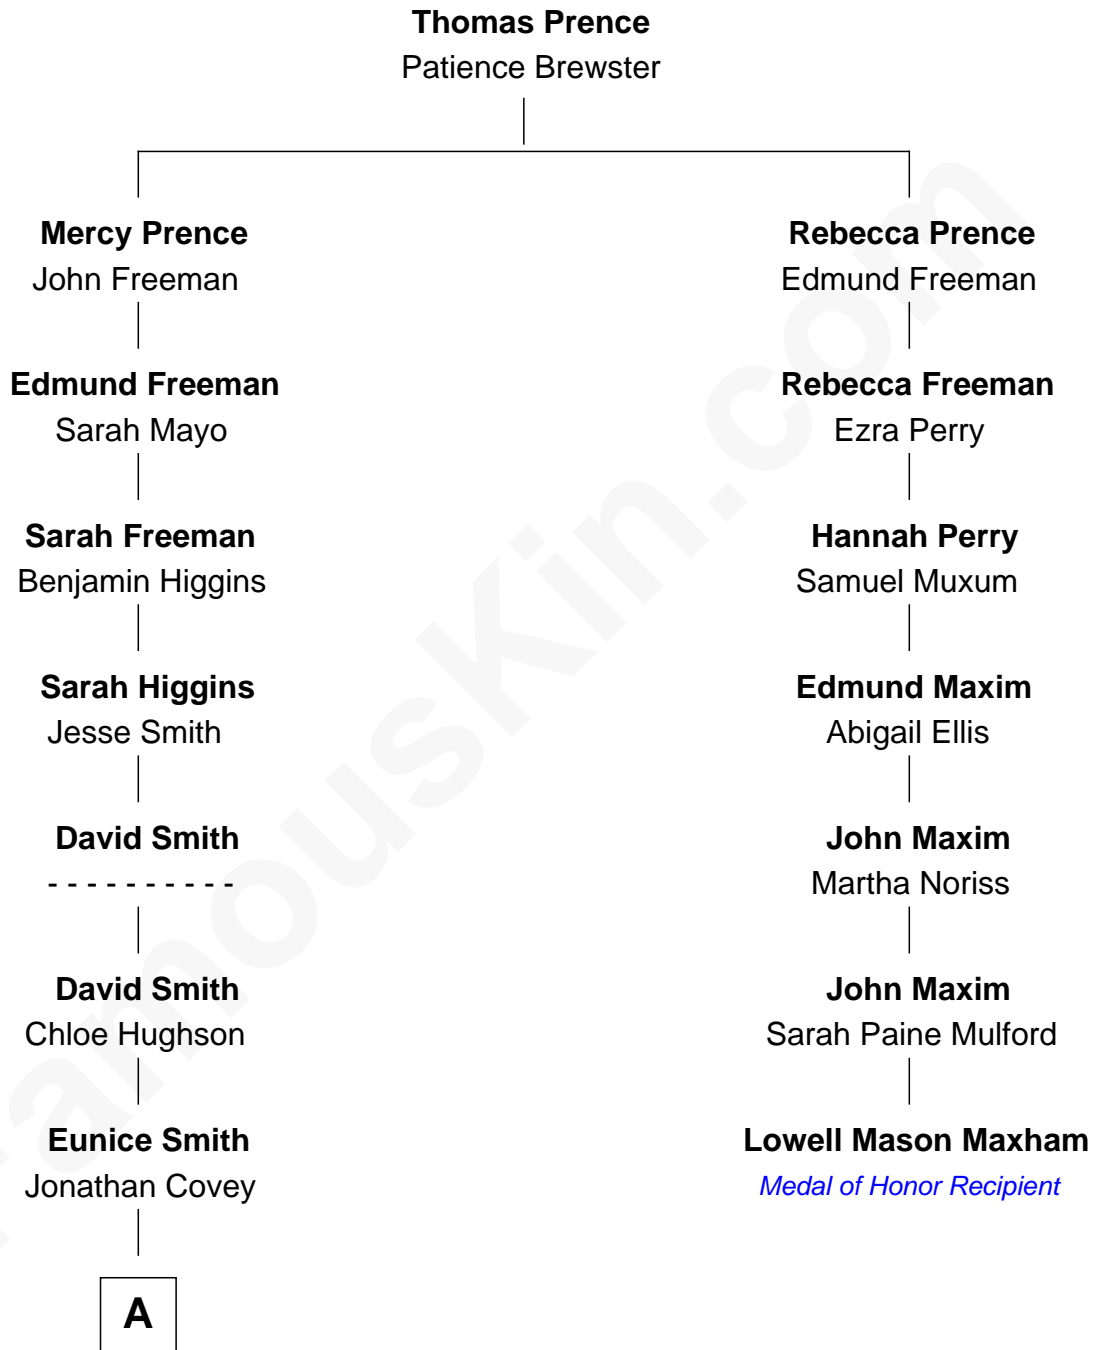 Thomas Prence
Patience Brewster
Mercy Prence
John Freeman
Rebecca Prence
Edmund Freeman
Edmund Freeman
Sarah Mayo
Rebecca Freeman
Ezra Perry
Sarah Freeman
Benjamin Higgins
Hannah Perry
Samuel Muxum
Sarah Higgins
Jesse Smith
Edmund Maxim
Abigail Ellis
David Smith
- - - - - - - - - -
John Maxim
Martha Noriss
David Smith
Chloe Hughson
John Maxim
Sarah Paine Mulford
Eunice Smith
Jonathan Covey
Lowell Mason Maxham
Medal of Honor Recipient
A
FamousKin.com